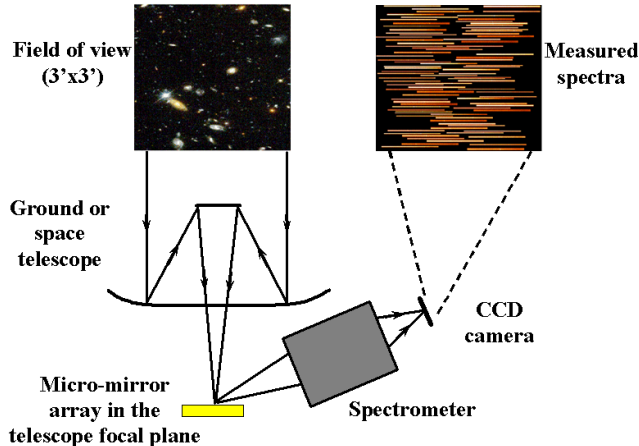 Field of view
(3'x3')
Measured
spectra
Ground or
space
telescope
CCD
camera
Micro-mirror
array in the
telescope focal plane
Spectrometer